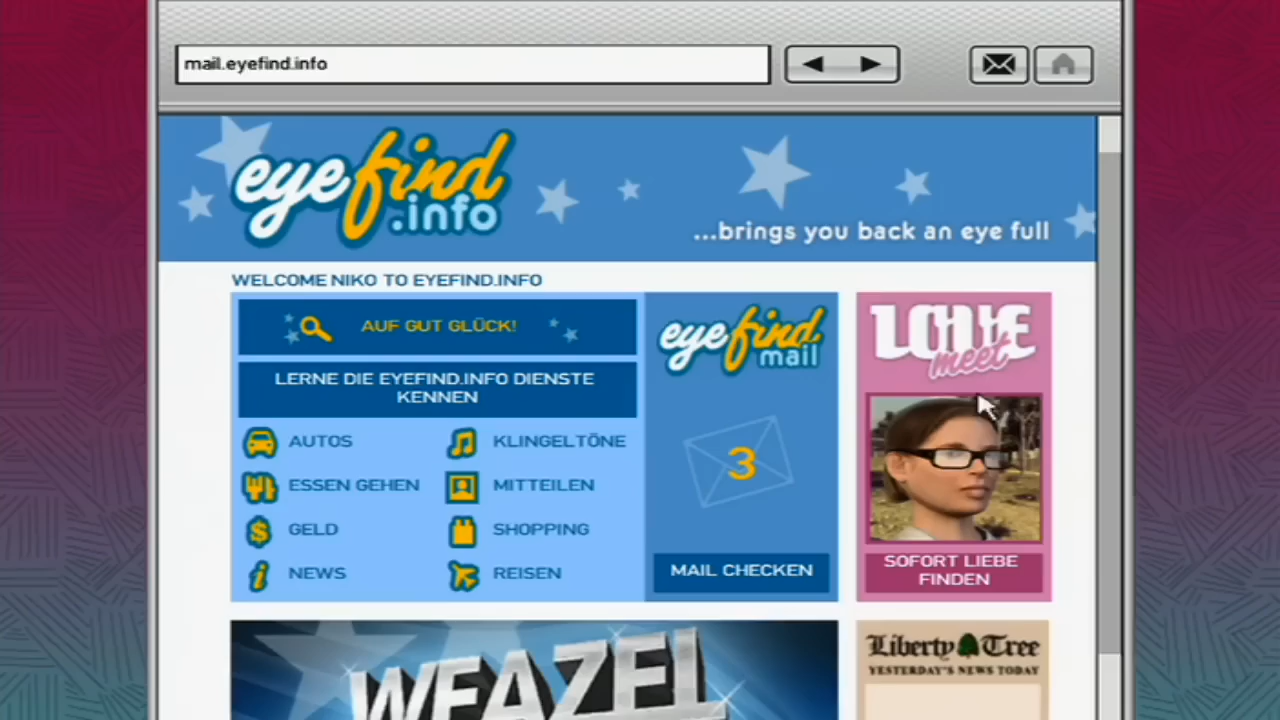 mail.eyefind.info
eyefind
.info
...brings you back an eye full
WELCOME NIKO TO EYEFIND.INFO
AUF GUT GLÜCK!
LERNE DIE EYEFIND.INFO DIENSTE
KENNEN
AUTOS
KLINGELTÖNE
ESSEN GEHEN
MITTEILEN
GELD
SHOPPING
NEWS
REISEN
eyefind
mail
3
MAIL CHECKEN
LOVE
meet
SOFORT LIEBE
FINDEN
WEAZEL
Liberty Tree
YESTERDAY'S NEWS TODAY